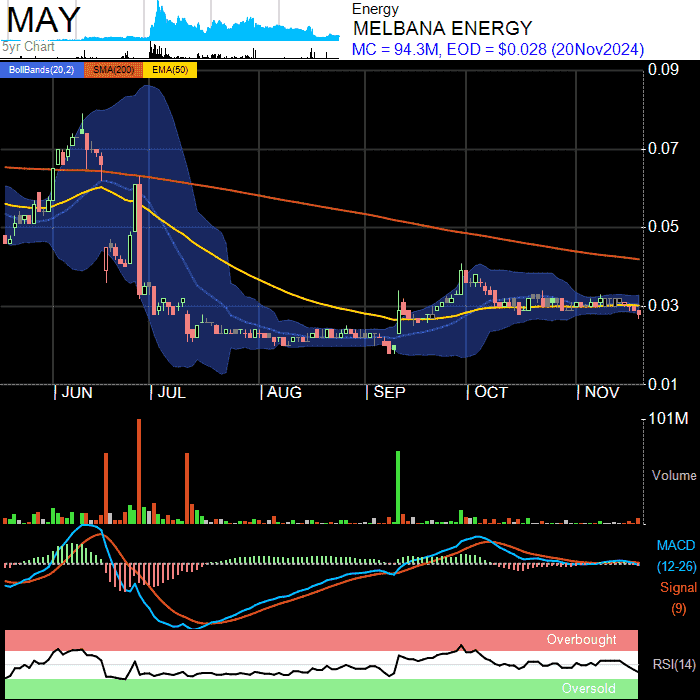 MAY
5yr Chart
Energy
MELBANA ENERGY
MC = 94.3M, EOD = $0.028 (20Nov2024)
BollBands(20,2) SMA(200) EMA(50)
0.09
0.07
0.05
0.03
0.01
JUN JUL AUG SEP OCT NOV
101M
Volume
MACD
(12-26)
Signal
(9)
Overbought
RSI(14)
Oversold